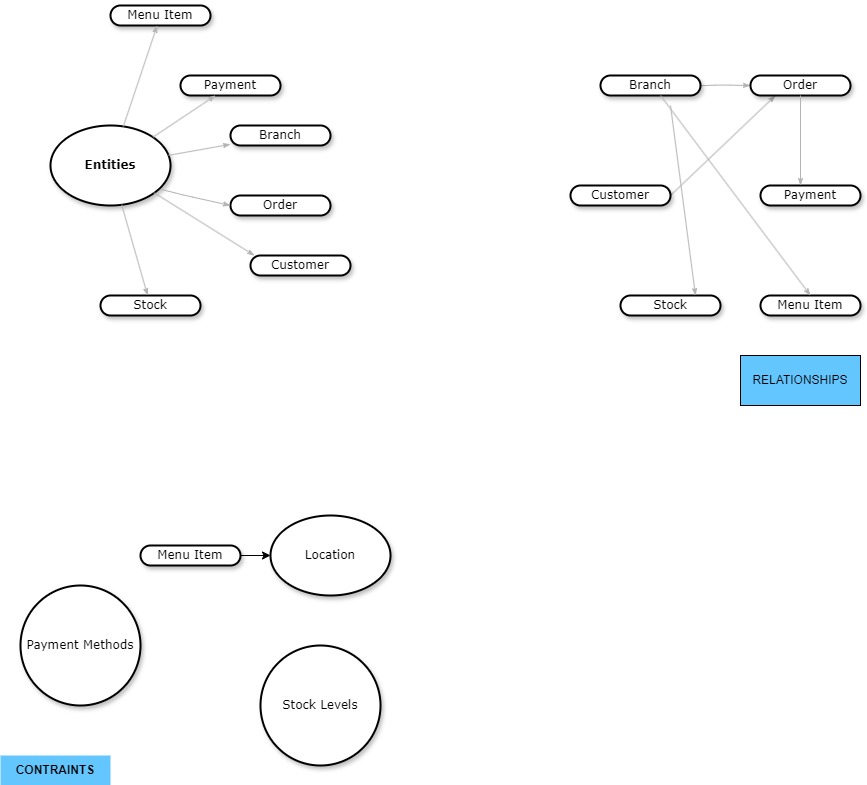 Menu Item
Payment
Branch
Entities
Order
Customer
Stock
Branch
Order
Customer
Payment
Stock
Menu Item
RELATIONSHIPS
Menu Item
Location
Payment Methods
Stock Levels
CONTRAINTS